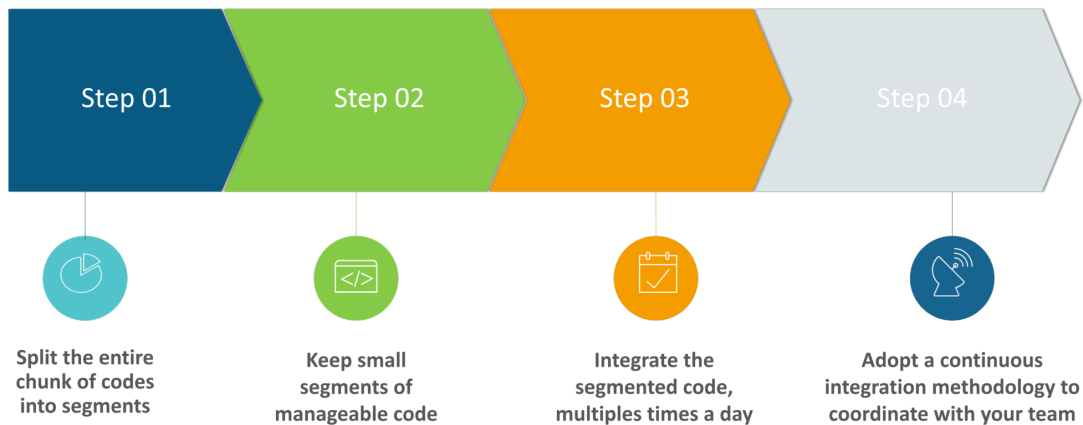 Step 01
Step 02
Step 03
Step 04
</>
Split the entire
chunk of codes
into segments
Keep small
segments of
manageable code
Integrate the
segmented code,
multiples times a day
Adopt a continuous
integration methodology to
coordinate with your team